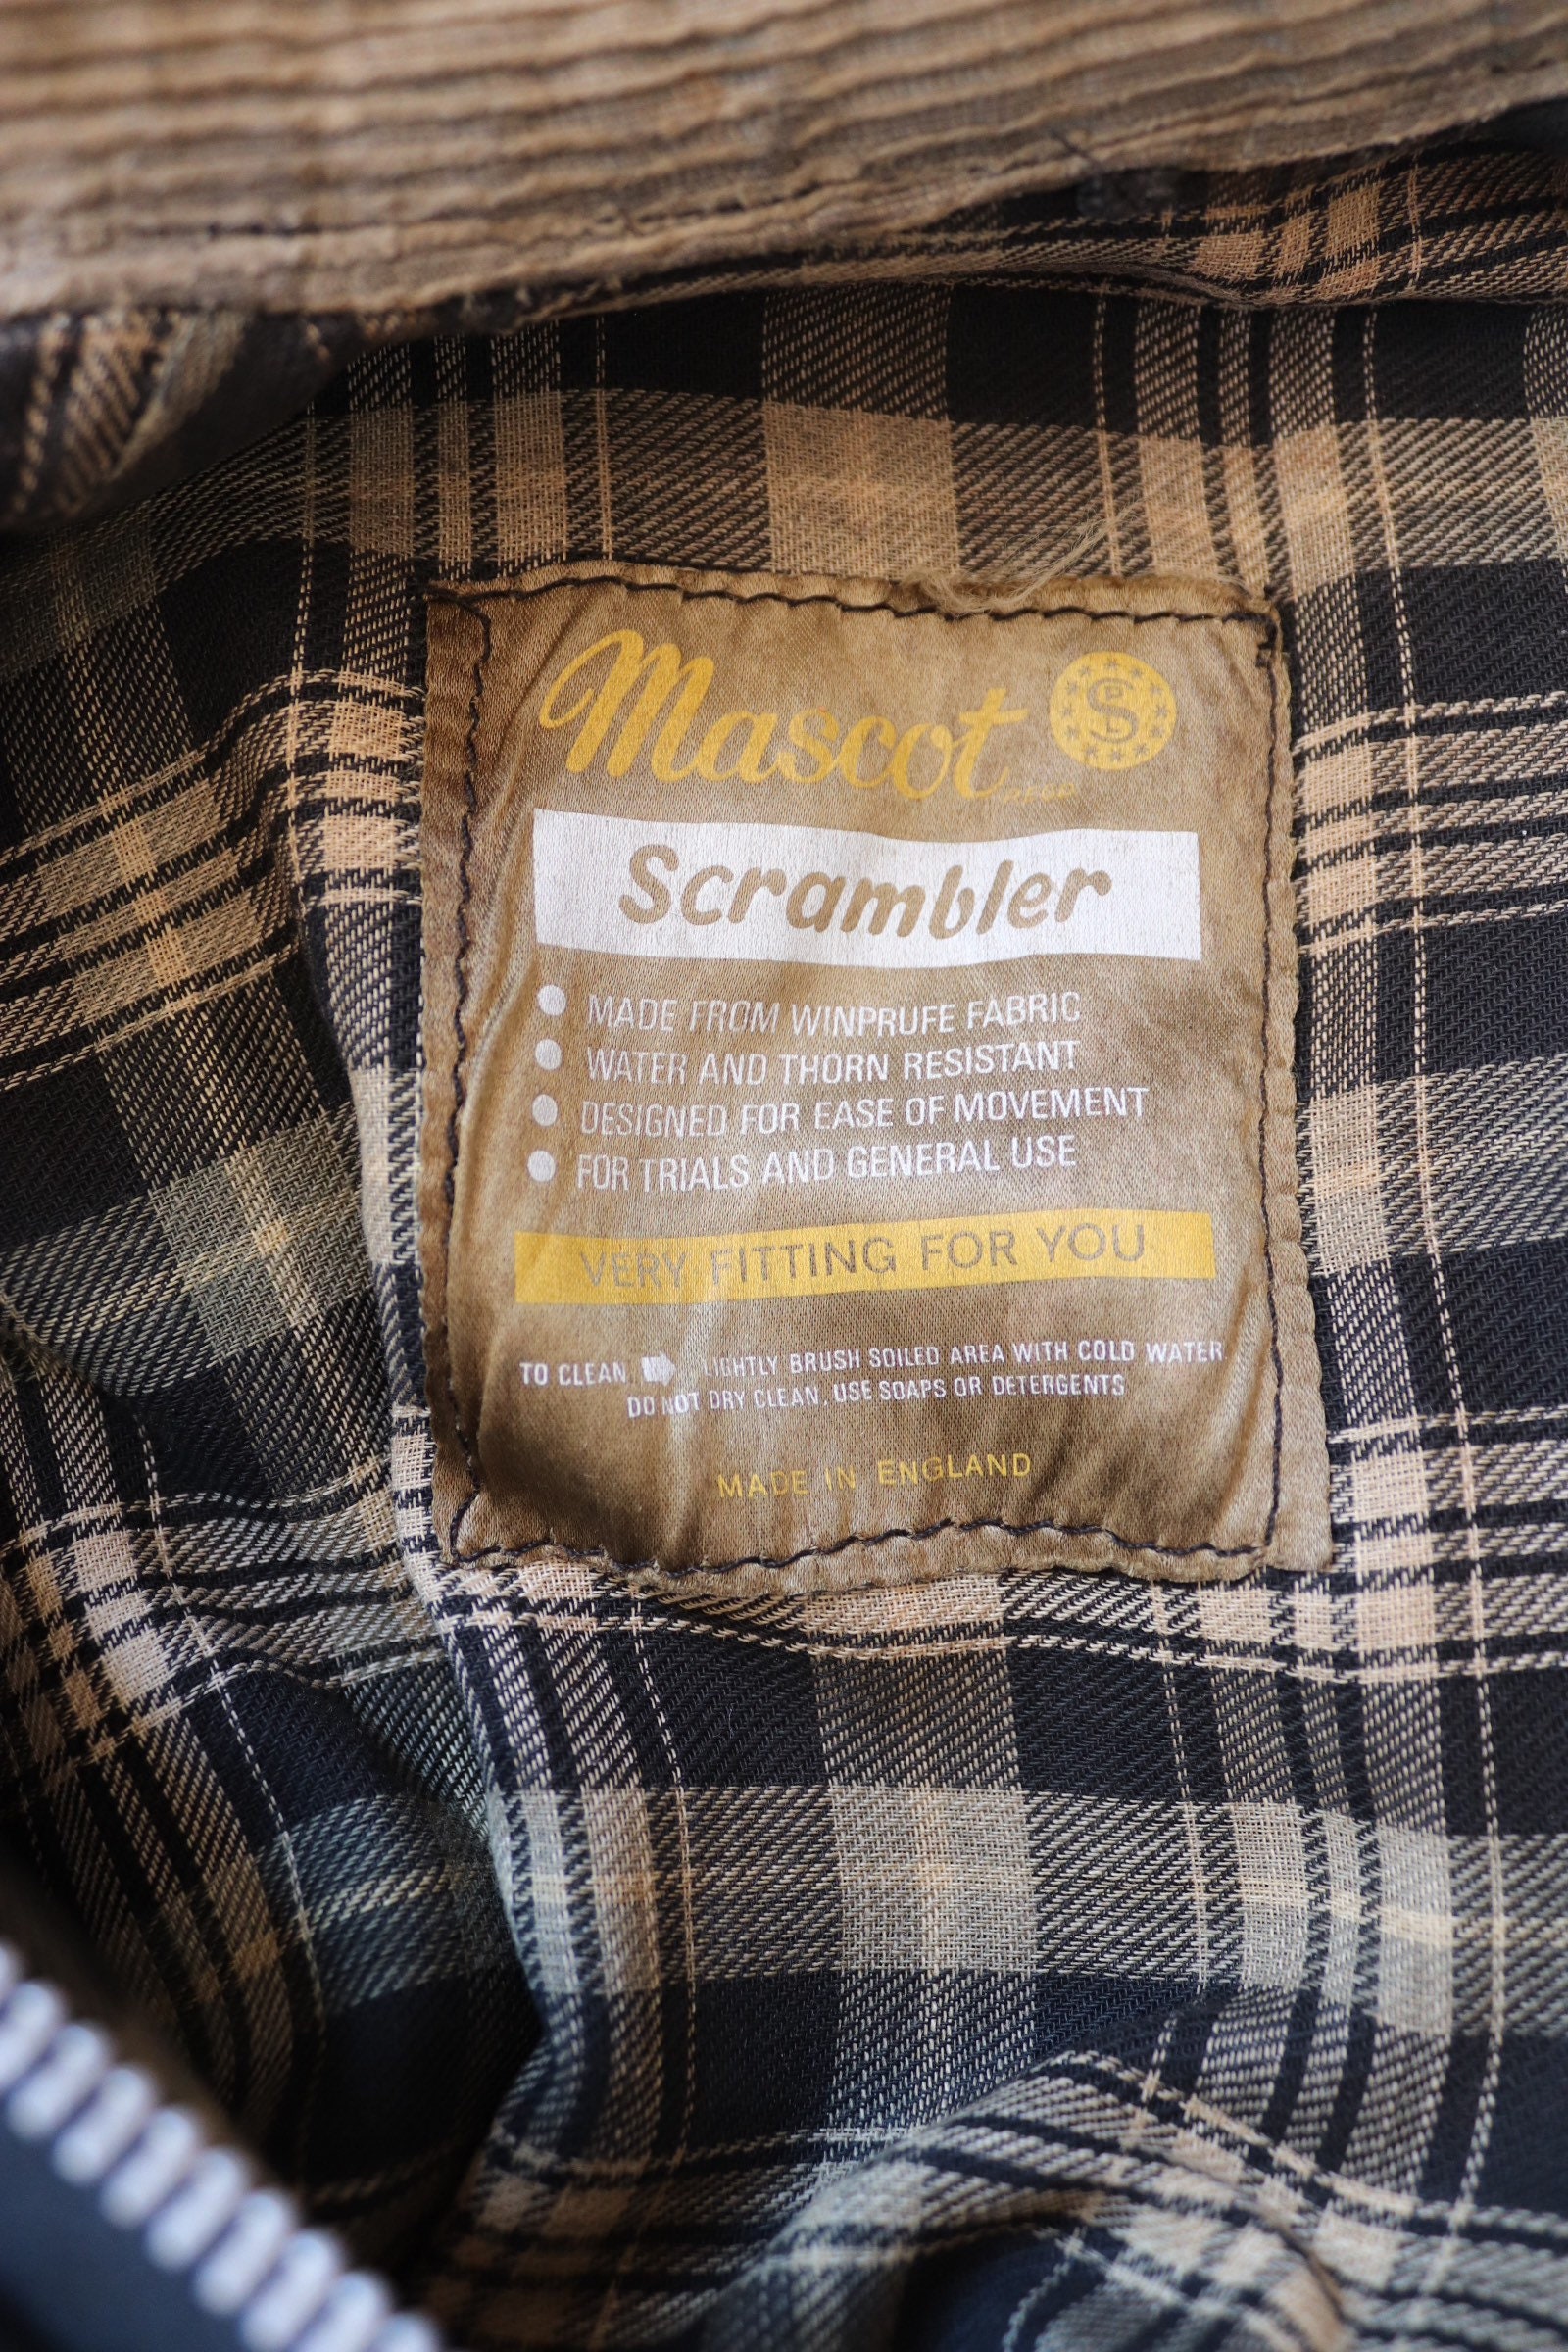 Mascot
Scrambler
MADE FROM WINPRUFE FABRIC
WATER AND THORN RESISTANT
DESIGNED FOR EASE OF MOVEMENT
FOR TRIALS AND GENERAL USE
VERY FITTING FOR YOU
TO CLEAN LIGHTLY BRUSH SOILED AREA WITH COLD WATER
DO NOT DRY CLEAN, USE SOAPS OR DETERGENTS
MADE IN ENGLAND